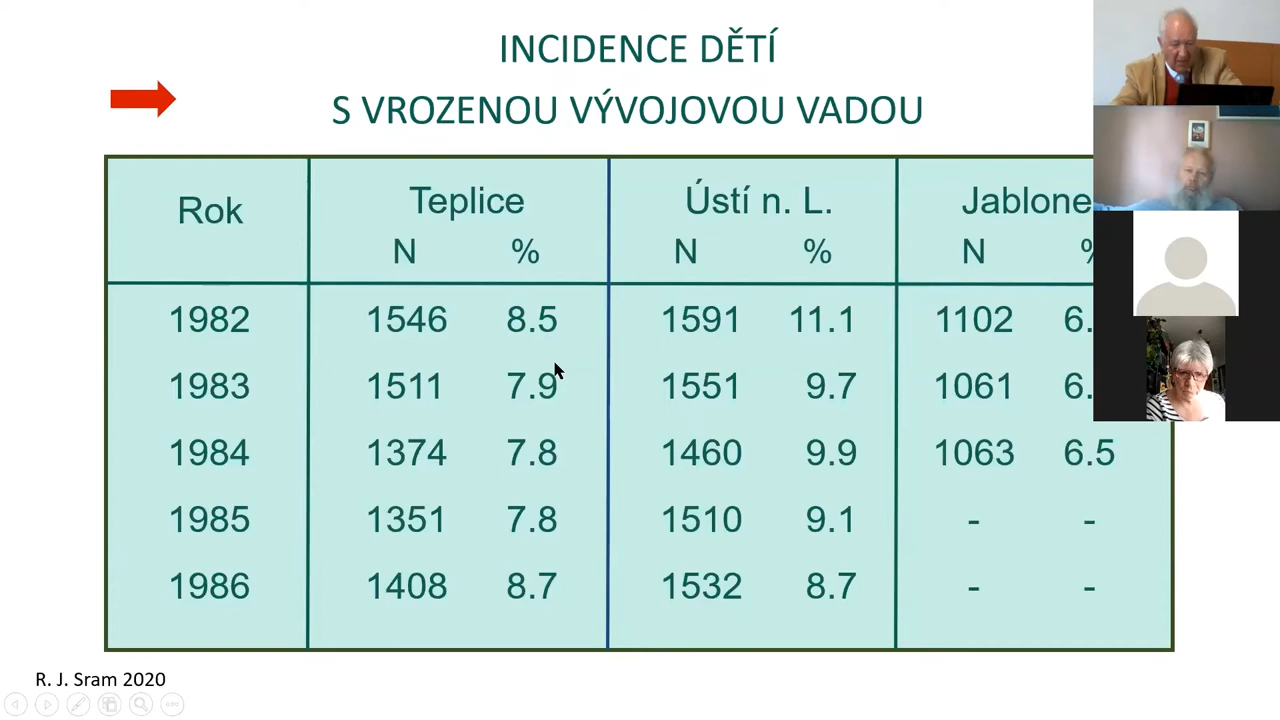 INCIDENCE DĚTÍ
S VROZENOU VÝVOJOVOU VADOU
Rok Teplice Ústí n. L.
N % N % N
1982 1546 8.5 1591 11.1 1102
1983 1511 7.9 1551 9.7 1061
1984 1374 7.8 1460 9.9 1063 6.5
1985 1351 7.8 1510 9.1 - -
1986 1408 8.7 1532 8.7 - -
R. J. Sram 2020